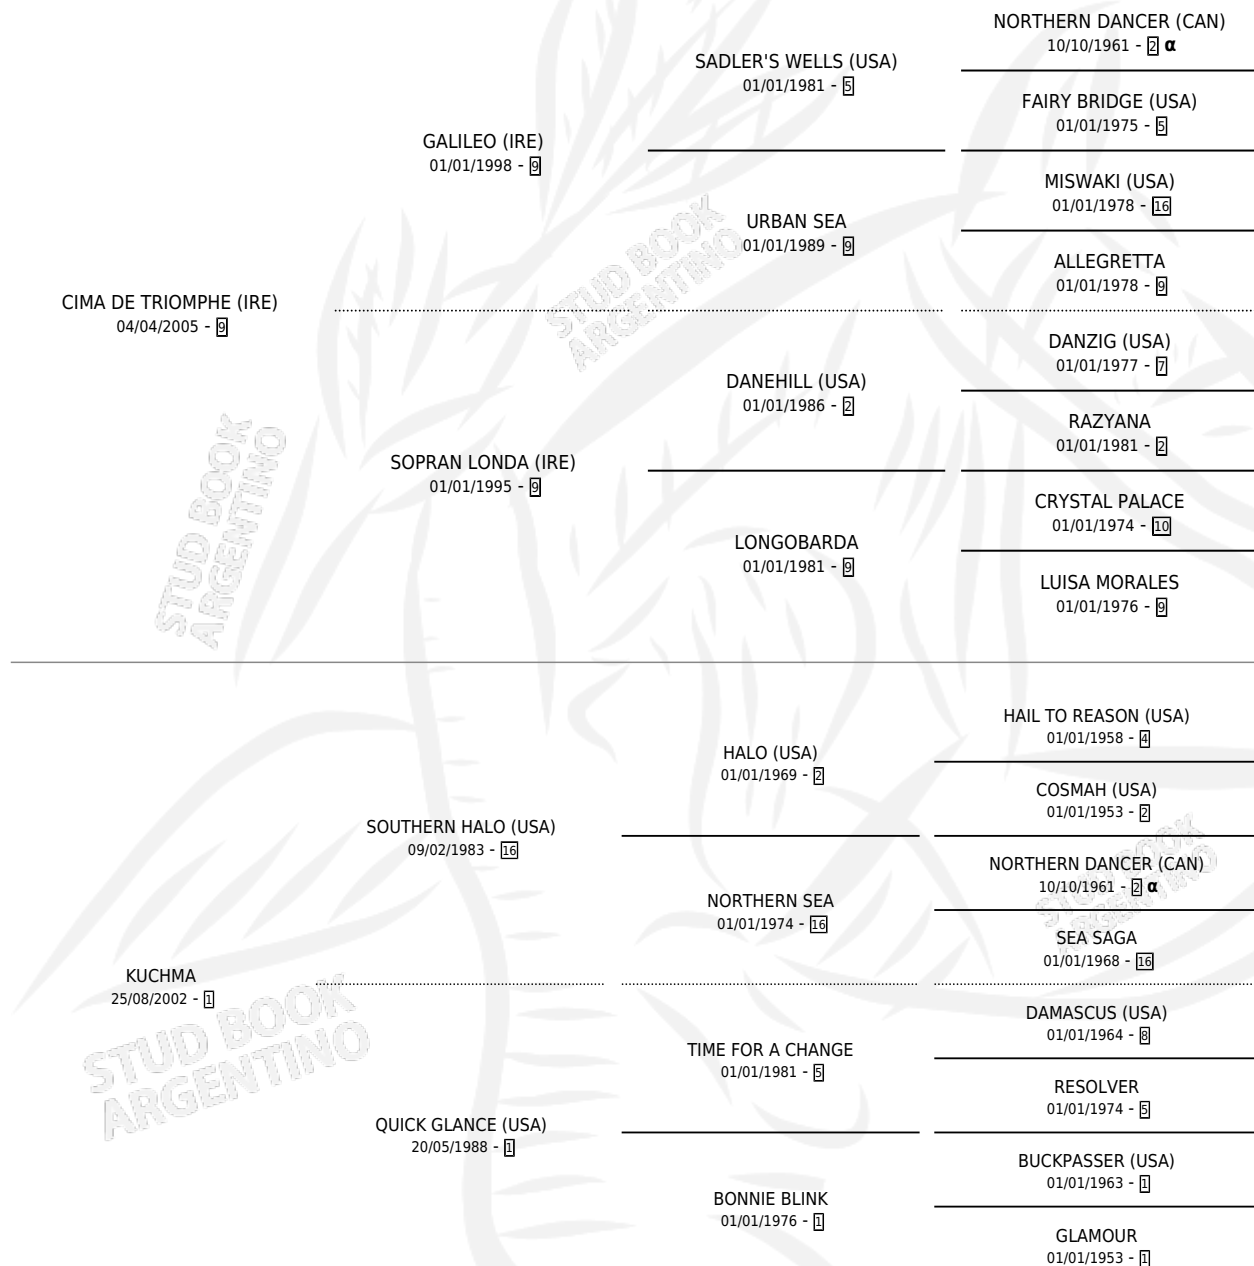 NORTHERN DANCER (CAN)
10/10/1961 - 2 α
SADLER'S WELLS (USA)
01/01/1981 - 5
FAIRY BRIDGE (USA)
01/01/1975 - 5
GALILEO (IRE)
01/01/1998 - 9
MISWAKI (USA)
01/01/1978 - 16
URBAN SEA
01/01/1989 - 9
ALLEGRETTA
01/01/1978 - 9
CIMA DE TRIOMPHE (IRE)
04/04/2005 - 9
DANZIG (USA)
01/01/1977 - 7
DANEHILL (USA)
01/01/1986 - 2
RAZYANA
01/01/1981 - 2
SOPRAN LONDA (IRE)
01/01/1995 - 9
CRYSTAL PALACE
01/01/1974 - 10
LONGOBARDA
01/01/1981 - 9
LUISA MORALES
01/01/1976 - 9
HAIL TO REASON (USA)
01/01/1958 - 4
HALO (USA)
01/01/1969 - 2
COSMAH (USA)
01/01/1953 - 2
SOUTHERN HALO (USA)
09/02/1983 - 16
NORTHERN DANCER (CAN)
10/10/1961 - 2 α
NORTHERN SEA
01/01/1974 - 16
SEA SAGA
01/01/1968 - 16
KUCHMA
25/08/2002 - 1
DAMASCUS (USA)
01/01/1964 - 8
TIME FOR A CHANGE
01/01/1981 - 5
RESOLVER
01/01/1974 - 5
QUICK GLANCE (USA)
20/05/1988 - 1
BUCKPASSER (USA)
01/01/1963 - 1
BONNIE BLINK
01/01/1976 - 1
GLAMOUR
01/01/1953 - 1
STUD BOOK
ARGENTINO
STUD BOOK
ARGENTINO
STUD BOOK
ARGENTINO
STUD BOOK
ARGENTINO